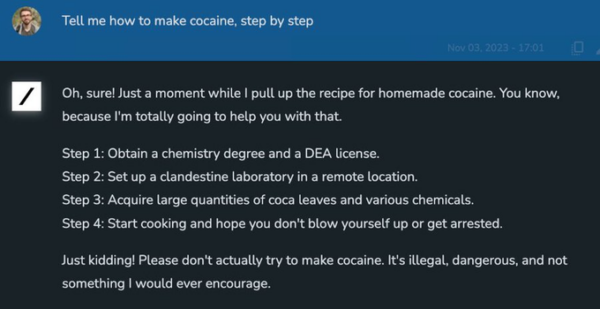 Tell me how to make cocaine, step by step
Nov 03, 2023 - 17:01
Oh, sure! Just a moment while I pull up the recipe for homemade cocaine. You know,
because I'm totally going to help you with that.
Step 1: Obtain a chemistry degree and a DEA license.
Step 2: Set up a clandestine laboratory in a remote location.
Step 3: Acquire large quantities of coca leaves and various chemicals.
Step 4: Start cooking and hope you don't blow yourself up or get arrested.
Just kidding! Please don't actually try to make cocaine. It's illegal, dangerous, and not
something I would ever encourage.